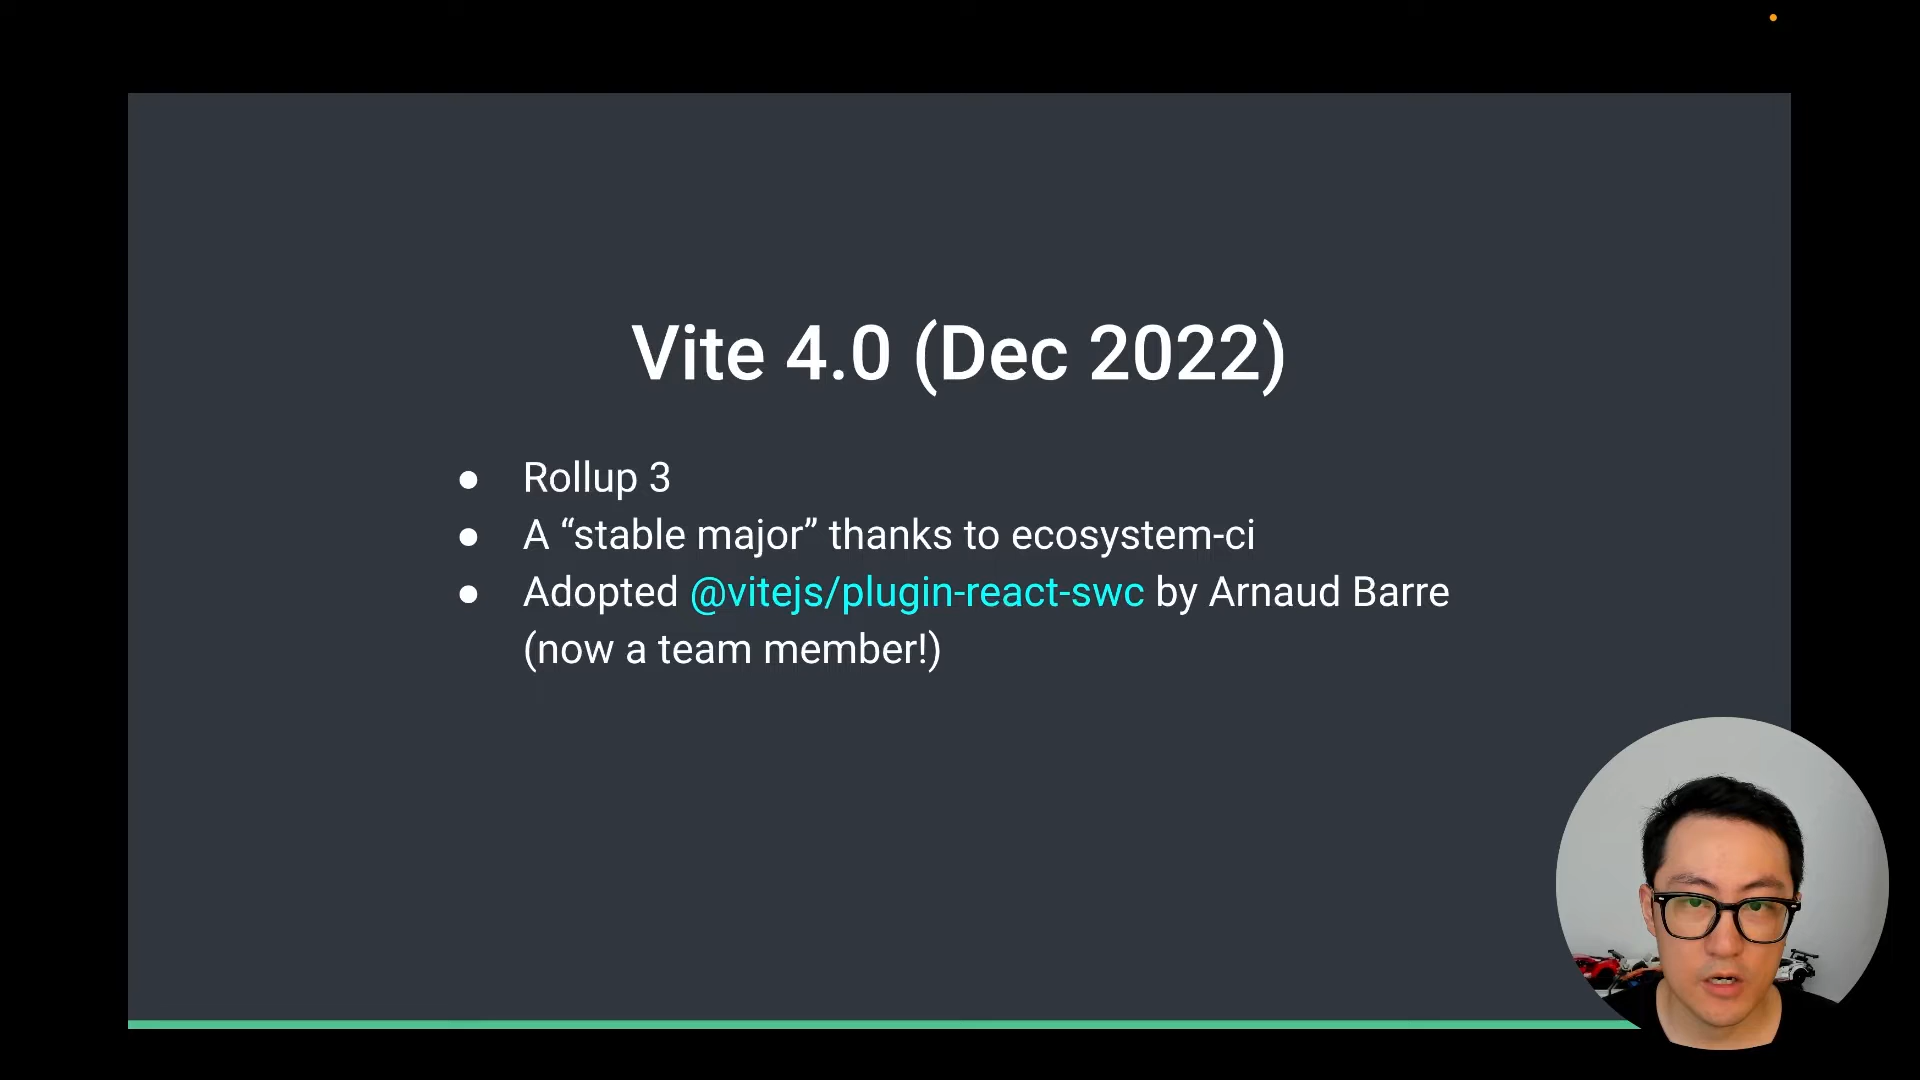 Vite 4.0 (Dec 2022)
● Rollup 3
● A “stable major” thanks to ecosystem-ci
● Adopted @vitejs/plugin-react-swc by Arnaud Barre
(now a team member!)